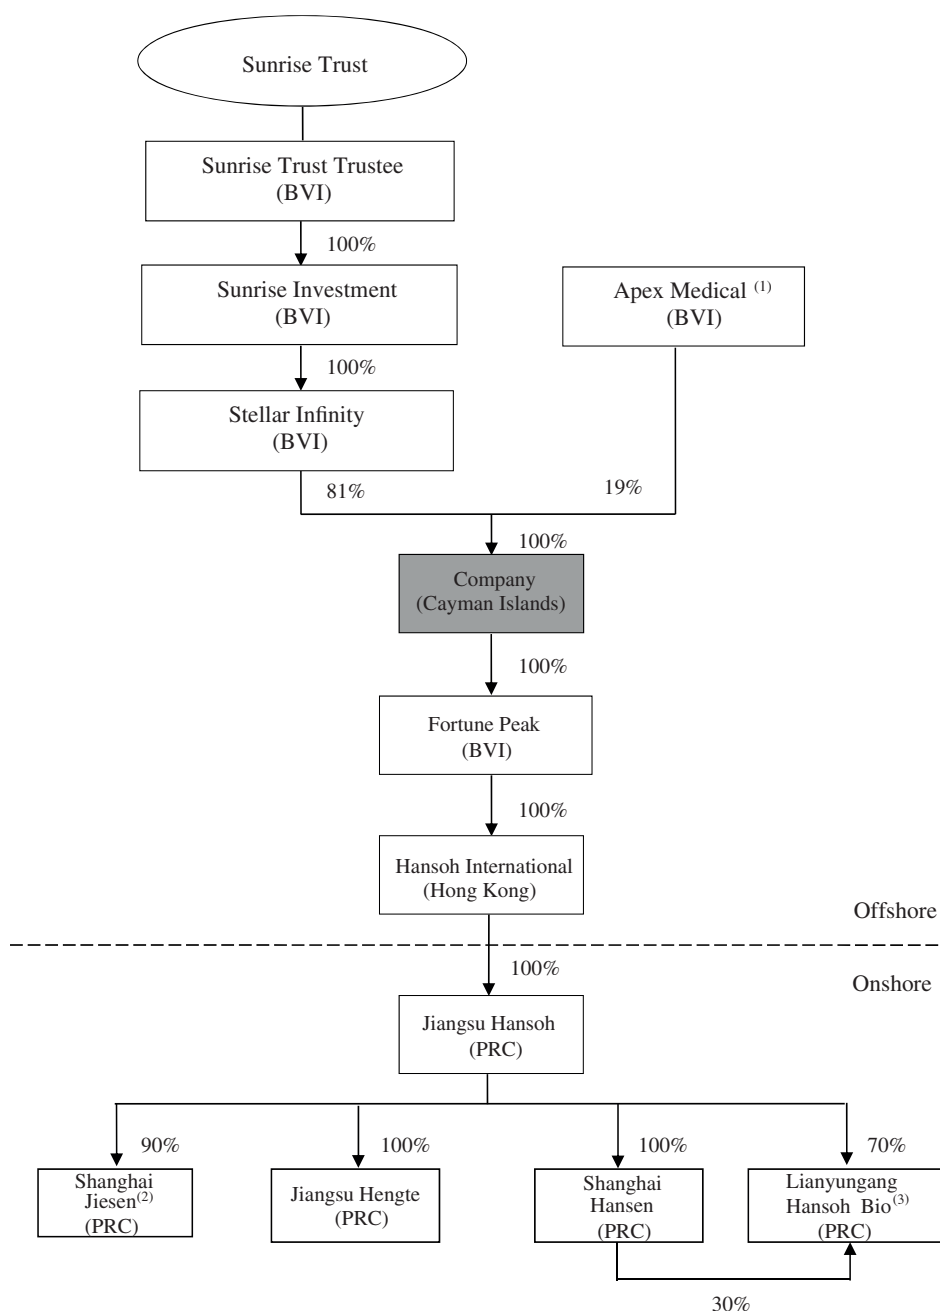 Sunrise Trust
Sunrise Trust Trustee
(BVI)
100%
Sunrise Investment
(BVI)
Apex Medical (1)
(BVI)
100%
Stellar Infinity
(BVI)
81%
19%
100%
Company
(Cayman Islands)
100%
Fortune Peak
(BVI)
100%
Hansoh International
(Hong Kong)
Offshore
100%
Onshore
Jiangsu Hansoh
(PRC)
90%
100%
100%
70%
Shanghai
Jiesen(2)
(PRC)
Jiangsu Hengte
(PRC)
Shanghai
Hansen
(PRC)
Lianyungang
Hansoh Bio(3)
(PRC)
30%